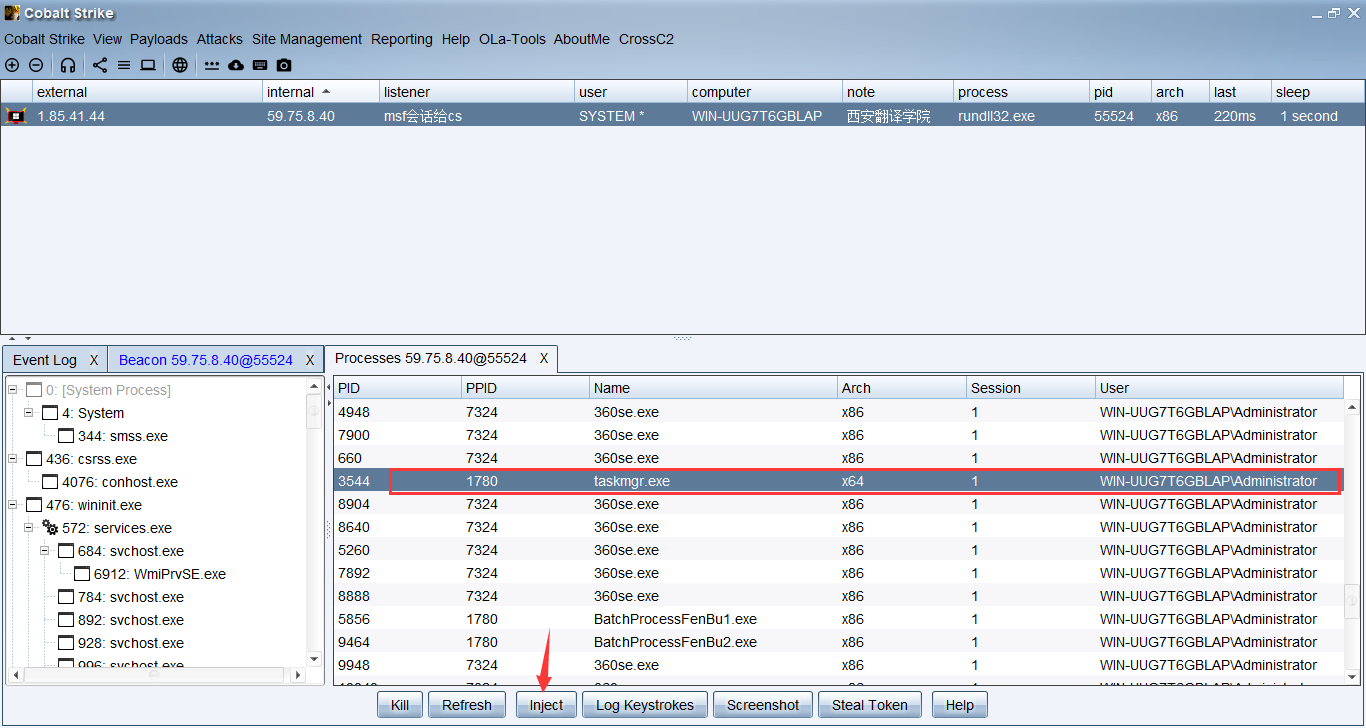 Cobalt Strike
Cobalt Strike View Payloads Attacks Site Management Reporting Help OLa-Tools AboutMe CrossC2
external internal listener user computer note process pid arch last sleep
1.85.41.44 59.75.8.40 msf会话给cs SYSTEM * WIN-UUG7T6GBLAP 西安翻译学院 rundll32.exe 55524 x86 220ms 1 second
Event Log X Beacon 59.75.8.40@55524 X Processes 59.75.8.40@55524 X
0: [System Process]
4: System
344: smss.exe
436: csrss.exe
4076: conhost.exe
476: wininit.exe
572: services.exe
684: svchost.exe
6912: WmiPrvSE.exe
784: svchost.exe
892: svchost.exe
928: svchost.exe
996: svchost.exe
PID PPID Name Arch Session User
4948 7324 360se.exe x86 1 WIN-UUG7T6GBLAP\Administrator
7900 7324 360se.exe x86 1 WIN-UUG7T6GBLAP\Administrator
660 7324 360se.exe x86 1 WIN-UUG7T6GBLAP\Administrator
3544 1780 taskmgr.exe x64 1 WIN-UUG7T6GBLAP\Administrator
8904 7324 360se.exe x86 1 WIN-UUG7T6GBLAP\Administrator
8640 7324 360se.exe x86 1 WIN-UUG7T6GBLAP\Administrator
5260 7324 360se.exe x86 1 WIN-UUG7T6GBLAP\Administrator
7892 7324 360se.exe x86 1 WIN-UUG7T6GBLAP\Administrator
8888 7324 360se.exe x86 1 WIN-UUG7T6GBLAP\Administrator
5856 1780 BatchProcessFenBu1.exe x86 1 WIN-UUG7T6GBLAP\Administrator
9464 1780 BatchProcessFenBu2.exe x86 1 WIN-UUG7T6GBLAP\Administrator
9948 7324 360se.exe x86 1 WIN-UUG7T6GBLAP\Administrator
Kill Refresh Inject Log Keystrokes Screenshot Steal Token Help